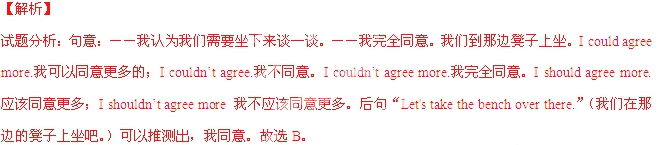 【解析】
试题分析：句意：——我认为我们需要坐下来谈一谈。——我完全同意。我们到那边凳子上坐。I could agree
more.我可以同意更多的；I couldn't agree.我不同意。I couldn't agree more.我完全同意。I should agree more.
应该同意更多；I shouldn't agree more 我不应该同意更多。后句“Let's take the bench over there.”（我们在那
边的凳子上坐吧。）可以推测出，我同意。故选 B。